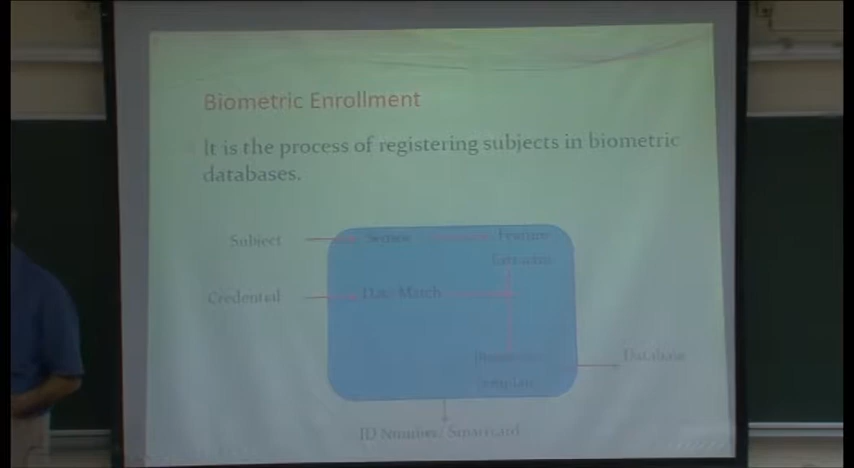 Biometric Enrollment
It is the process of registering subjects in biometric
databases.
Subject Sensor Feature
Extraction
Credential Data Match
Biometric Database
Template
ID Number/ Smartcard